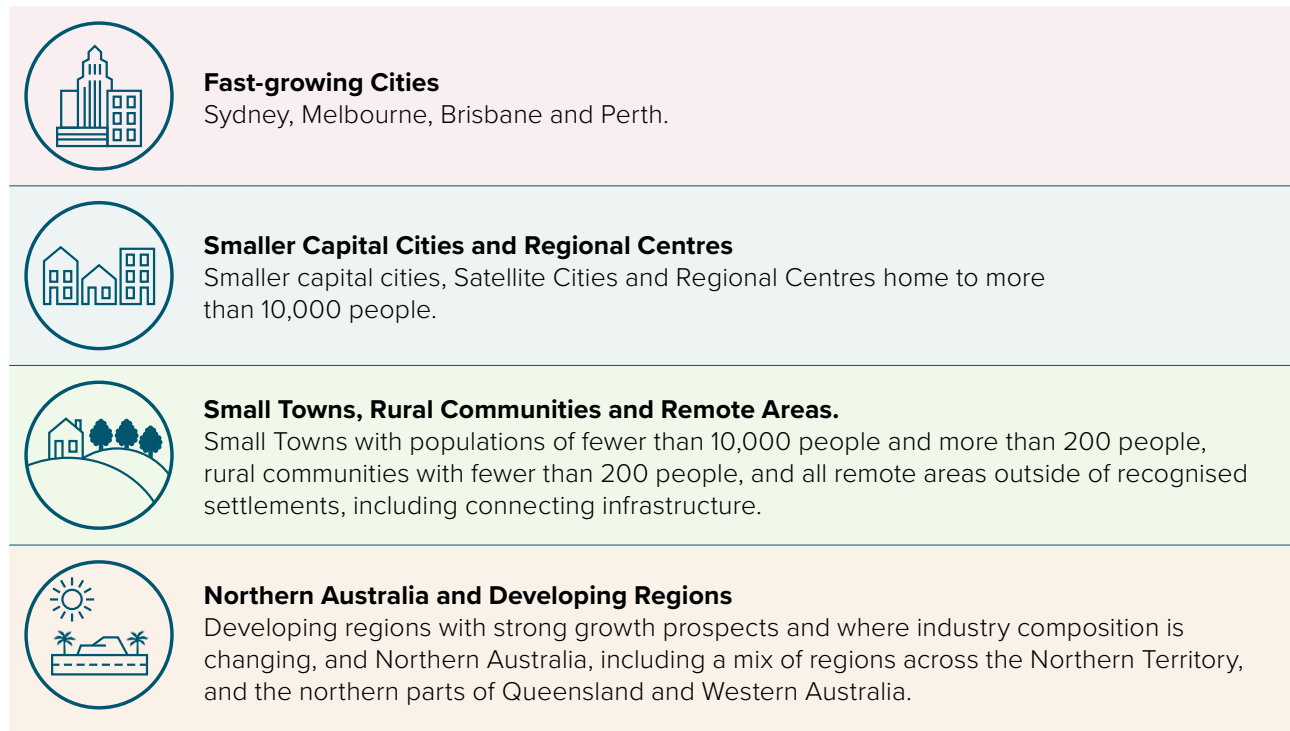 Fast-growing Cities
Sydney, Melbourne, Brisbane and Perth.
Smaller Capital Cities and Regional Centres
Smaller capital cities, Satellite Cities and Regional Centres home to more
than 10,000 people.
Small Towns, Rural Communities and Remote Areas.
Small Towns with populations of fewer than 10,000 people and more than 200 people,
rural communities with fewer than 200 people, and all remote areas outside of recognised
settlements, including connecting infrastructure.
Northern Australia and Developing Regions
Developing regions with strong growth prospects and where industry composition is
changing, and Northern Australia, including a mix of regions across the Northern Territory,
and the northern parts of Queensland and Western Australia.